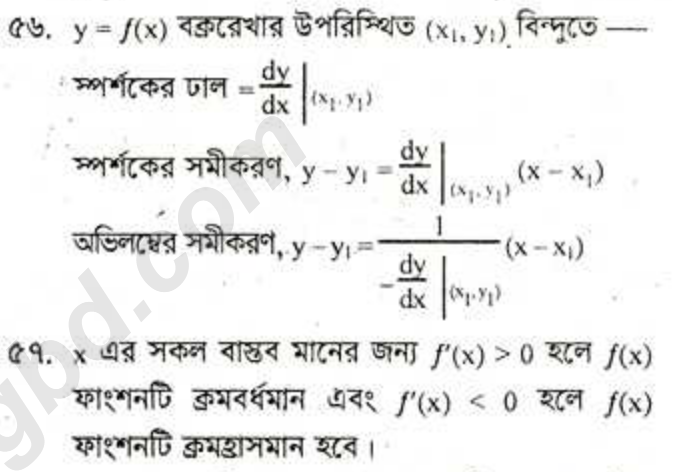 ৫৬. y = f(x) বক্ররেখার উপরিস্থিত (x₁, y₁) বিন্দুতে —
স্পর্শকের ঢাল = dy/dx |(x₁, y₁)
স্পর্শকের সমীকরণ, y − y₁ = dy/dx |(x₁, y₁) (x − x₁)
অভিলম্বের সমীকরণ, y − y₁ = 1/(−dy/dx |(x₁, y₁)) (x − x₁)
৫৭. x এর সকল বাস্তব মানের জন্য f′(x) > 0 হলে f(x)
ফাংশনটি ক্রমবর্ধমান এবং f′(x) < 0 হলে f(x)
ফাংশনটি ক্রমহ্রাসমান হবে।